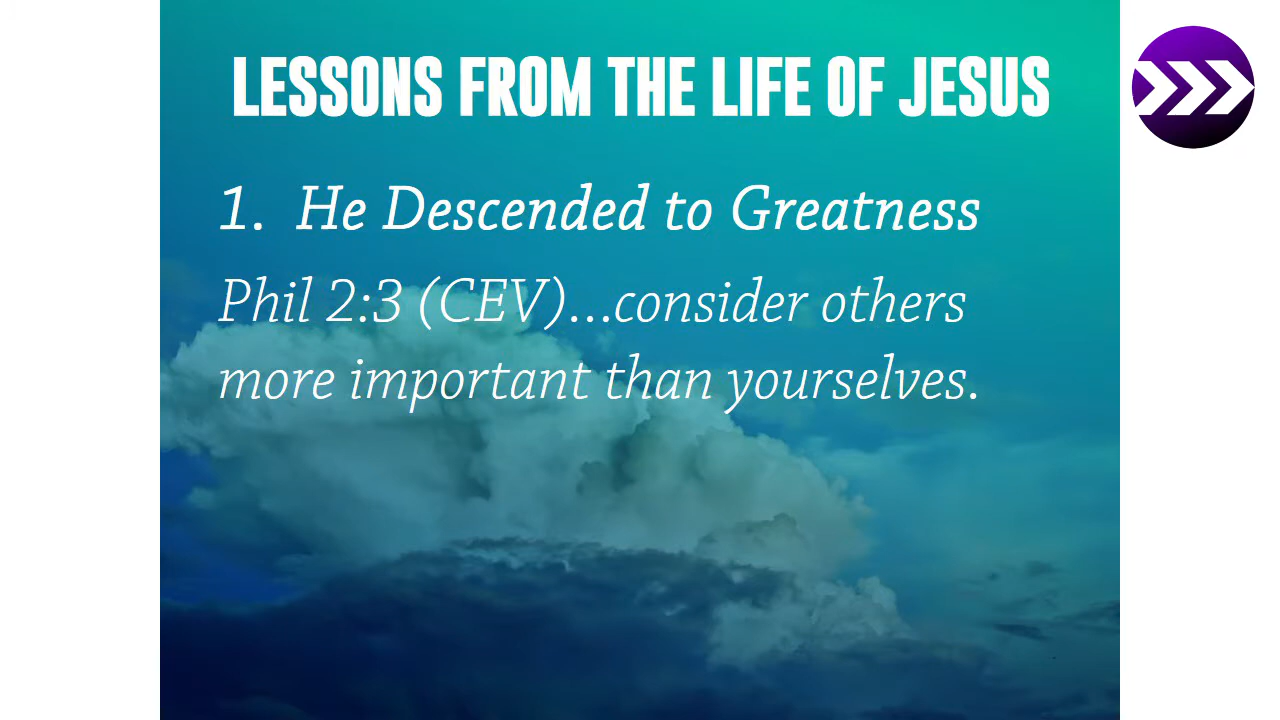 LESSONS FROM THE LIFE OF JESUS
1. He Descended to Greatness
Phil 2:3 (CEV)...consider others
more important than yourselves.